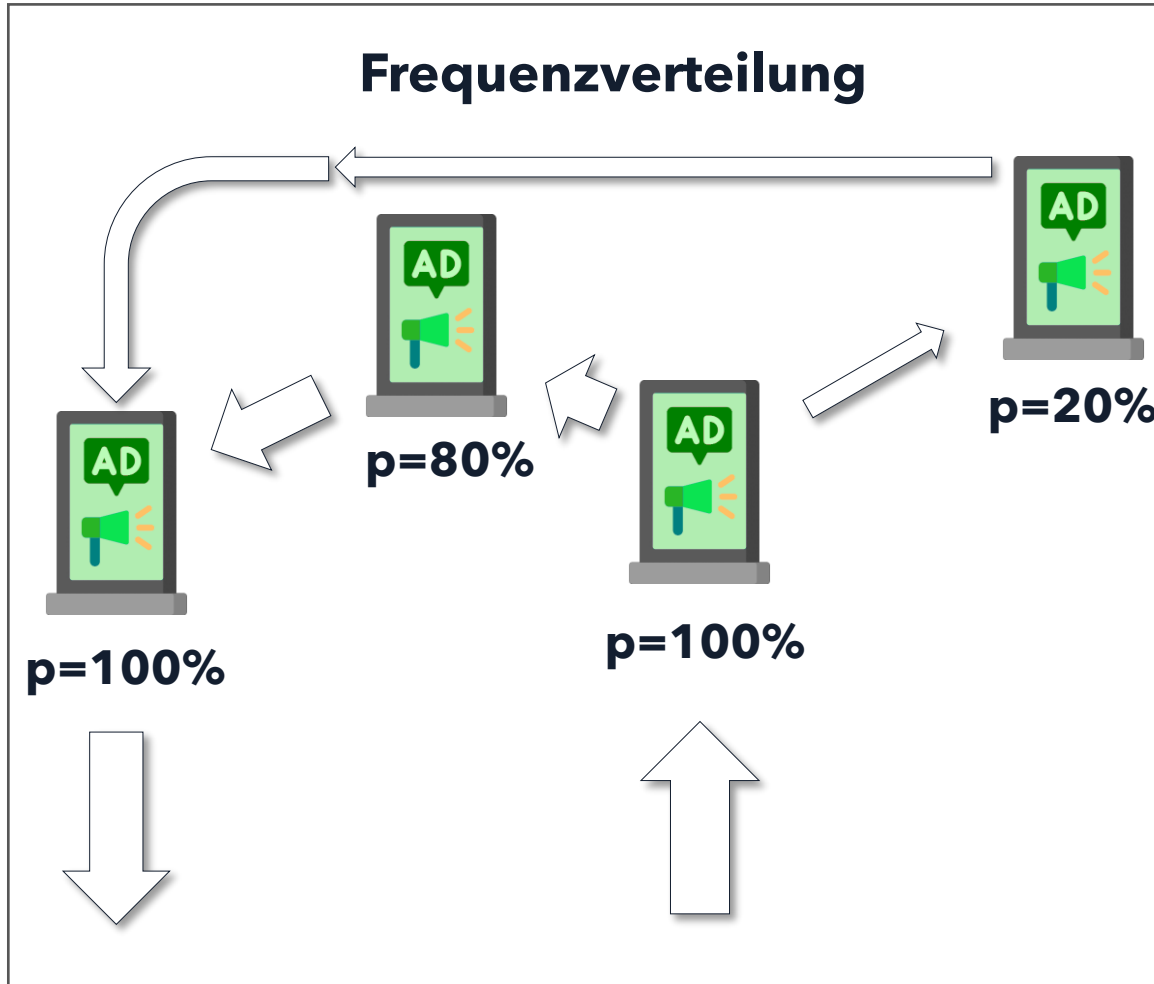 Frequenzverteilung
AD
AD
AD
AD
p=20%
p=80%
p=100%
p=100%